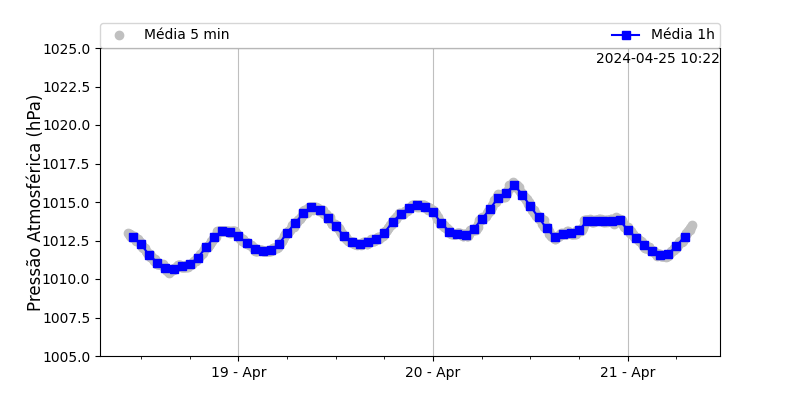 Média 5 min
Média 1h
2024-04-25 10:22
Pressão Atmosférica (hPa)
1025.0
1022.5
1020.0
1017.5
1015.0
1012.5
1010.0
1007.5
1005.0
19 - Apr
20 - Apr
21 - Apr